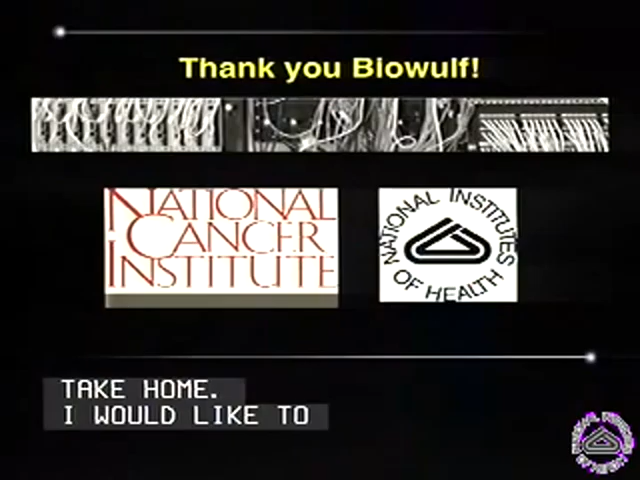 Thank you Biowulf!
NATIONAL
CANCER
INSTITUTE
NATIONAL INSTITUTES
OF HEALTH
TAKE HOME.
I WOULD LIKE TO